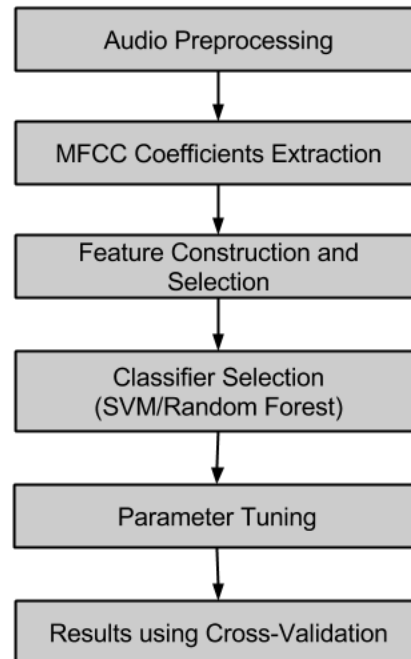 Audio Preprocessing
MFCC Coefficients Extraction
Feature Construction and
Selection
Classifier Selection
(SVM/Random Forest)
Parameter Tuning
Results using Cross-Validation